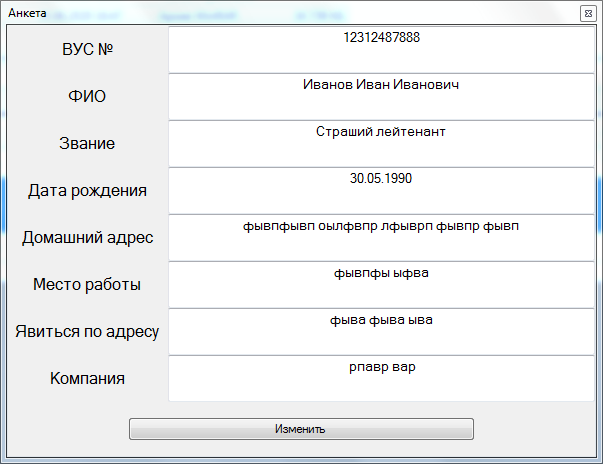 Анкета
ВУС № 12312487888
ФИО Иванов Иван Иванович
Звание Страший лейтенант
Дата рождения 30.05.1990
Домашний адрес фывпфывп оылфвпр лфыврп фывпр фывп
Место работы фывпфы ыфва
Явиться по адресу фыва фыва ыва
Компания рпавр вар
Изменить